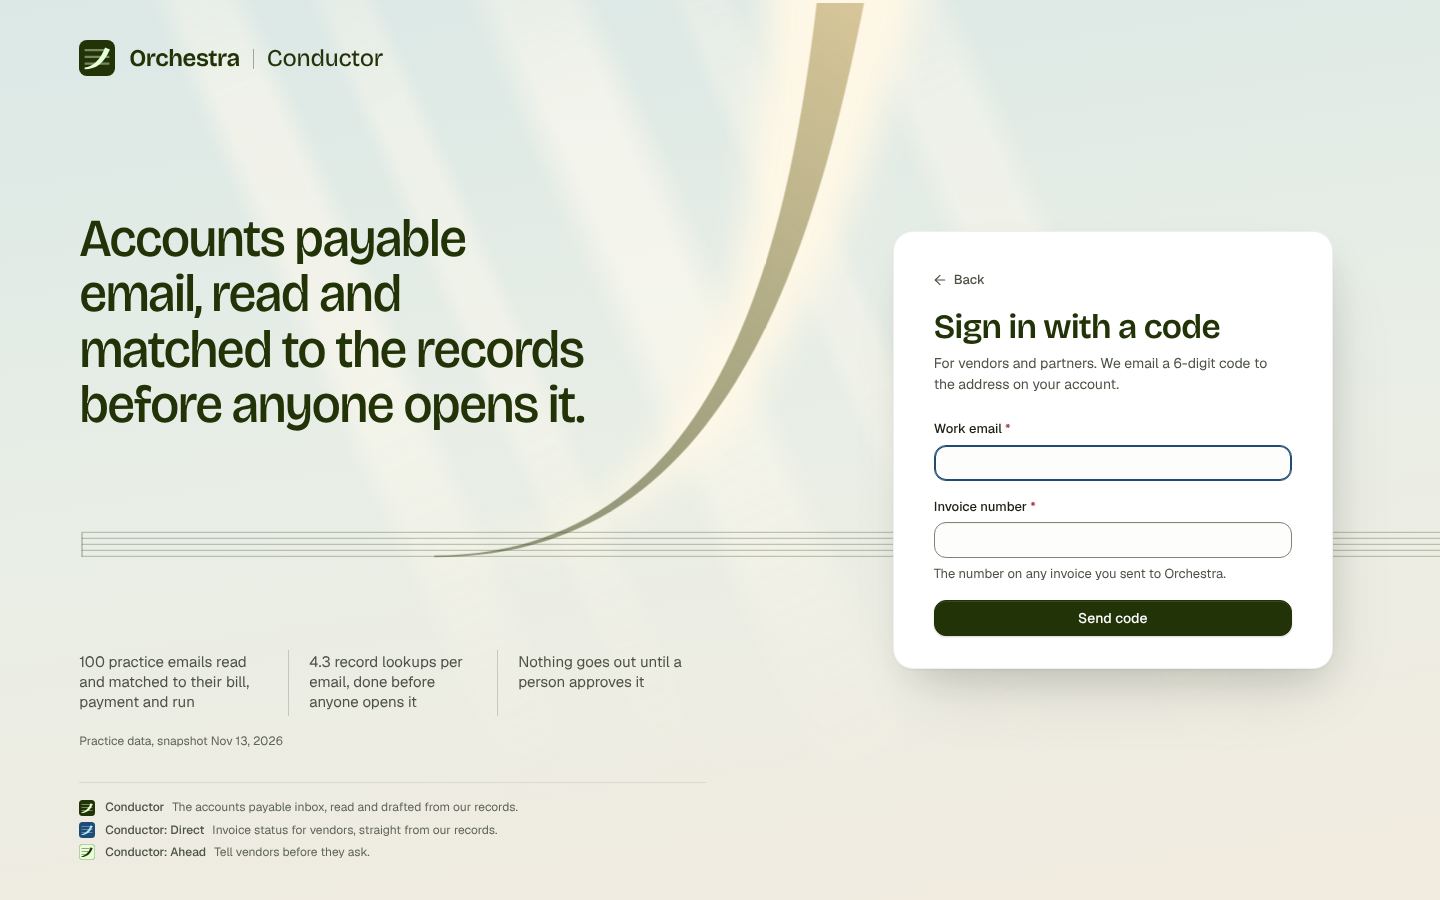 Orchestra | Conductor
Accounts payable
email, read and
matched to the records
before anyone opens it.
100 practice emails read
and matched to their bill,
payment and run
4.3 record lookups per
email, done before
anyone opens it
Nothing goes out until a
person approves it
Practice data, snapshot Nov 13, 2026
Conductor The accounts payable inbox, read and drafted from our records.
Conductor: Direct Invoice status for vendors, straight from our records.
Conductor: Ahead Tell vendors before they ask.
← Back
Sign in with a code
For vendors and partners. We email a 6-digit code to
the address on your account.
Work email *
Invoice number *
The number on any invoice you sent to Orchestra.
Send code